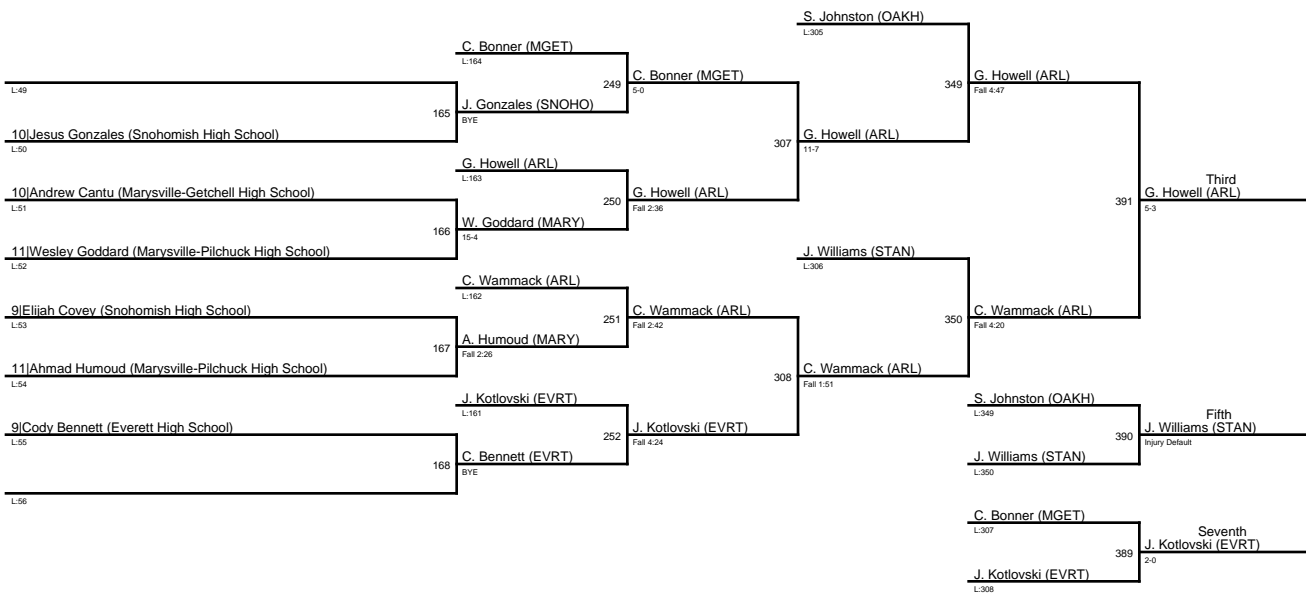 S. Johnston (OAKH)
L:305
C. Bonner (MGET)
L:164
249
C. Bonner (MGET)
5-0
349
G. Howell (ARL)
Fall 4:47
L:49
165
J. Gonzales (SNOHO)
BYE
10|Jesus Gonzales (Snohomish High School)
L:50
307
G. Howell (ARL)
11-7
G. Howell (ARL)
L:163
10|Andrew Cantu (Marysville-Getchell High School)
L:51
250
G. Howell (ARL)
Fall 2:36
391
Third
G. Howell (ARL)
5-3
166
W. Goddard (MARY)
15-4
11|Wesley Goddard (Marysville-Pilchuck High School)
L:52
J. Williams (STAN)
L:306
C. Wammack (ARL)
L:162
9|Elijah Covey (Snohomish High School)
L:53
251
C. Wammack (ARL)
Fall 2:42
350
C. Wammack (ARL)
Fall 4:20
167
A. Humoud (MARY)
Fall 2:26
11|Ahmad Humoud (Marysville-Pilchuck High School)
L:54
308
C. Wammack (ARL)
Fall 1:51
J. Kotlovski (EVRT)
L:161
S. Johnston (OAKH)
L:349
9|Cody Bennett (Everett High School)
L:55
252
J. Kotlovski (EVRT)
Fall 4:24
390
Fifth
J. Williams (STAN)
Injury Default
168
C. Bennett (EVRT)
BYE
J. Williams (STAN)
L:350
L:56
C. Bonner (MGET)
L:307
389
Seventh
J. Kotlovski (EVRT)
2-0
J. Kotlovski (EVRT)
L:308